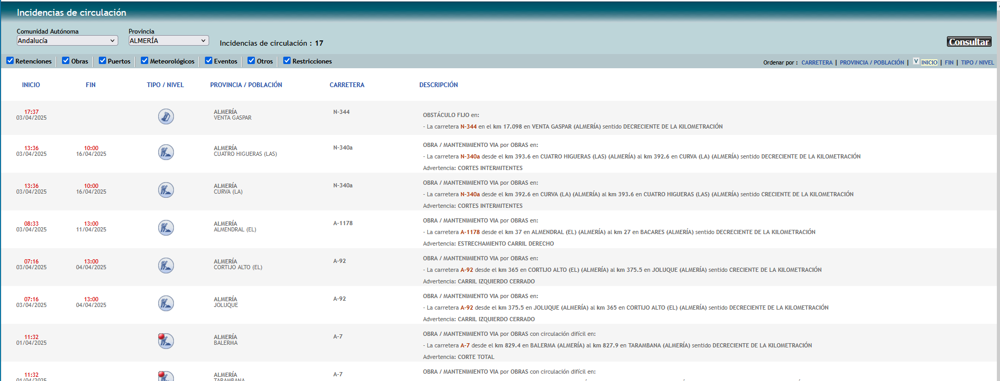 Incidencias de circulación
Comunidad Autónoma Provincia
Andalucía ALMERÍA Incidencias de circulación : 17 Consultar
Retenciones Obras Puertos Meteorológicos Eventos Otros Restricciones Ordenar por : CARRETERA | PROVINCIA / POBLACIÓN | V INICIO | FIN | TIPO / NIVEL
INICIO FIN TIPO / NIVEL PROVINCIA / POBLACIÓN CARRETERA DESCRIPCIÓN
17:37 ALMERÍA N-344
03/04/2025 VENTA GASPAR
OBSTÁCULO FIJO en:
- La carretera N-344 en el km 17.098 en VENTA GASPAR (ALMERÍA) sentido DECRECIENTE DE LA KILOMETRACIÓN
13:36 10:00 ALMERÍA N-340a
03/04/2025 16/04/2025 CUATRO HIGUERAS (LAS)
OBRA / MANTENIMIENTO VIA por OBRAS en:
- La carretera N-340a desde el km 393.6 en CUATRO HIGUERAS (LAS) (ALMERÍA) al km 392.6 en CURVA (LA) (ALMERÍA) sentido DECRECIENTE DE LA KILOMETRACIÓN
Advertencia: CORTES INTERMITENTES
13:36 10:00 ALMERÍA N-340a
03/04/2025 16/04/2025 CURVA (LA)
OBRA / MANTENIMIENTO VIA por OBRAS en:
- La carretera N-340a desde el km 392.6 en CURVA (LA) (ALMERÍA) al km 393.6 en CUATRO HIGUERAS (LAS) (ALMERÍA) sentido CRECIENTE DE LA KILOMETRACIÓN
Advertencia: CORTES INTERMITENTES
08:33 13:00 ALMERÍA A-1178
03/04/2025 11/04/2025 ALMENDRAL (EL)
OBRA / MANTENIMIENTO VIA por OBRAS en:
- La carretera A-1178 desde el km 37 en ALMENDRAL (EL) (ALMERÍA) al km 27 en BACARES (ALMERÍA) sentido DECRECIENTE DE LA KILOMETRACIÓN
Advertencia: ESTRECHAMIENTO CARRIL DERECHO
07:16 13:00 ALMERÍA A-92
03/04/2025 04/04/2025 CORTIJO ALTO (EL)
OBRA / MANTENIMIENTO VIA por OBRAS en:
- La carretera A-92 desde el km 365 en CORTIJO ALTO (EL) (ALMERÍA) al km 375.5 en JOLUQUE (ALMERÍA) sentido CRECIENTE DE LA KILOMETRACIÓN
Advertencia: CARRIL IZQUIERDO CERRADO
07:16 13:00 ALMERÍA A-92
03/04/2025 04/04/2025 JOLUQUE
OBRA / MANTENIMIENTO VIA por OBRAS en:
- La carretera A-92 desde el km 375.5 en JOLUQUE (ALMERÍA) al km 365 en CORTIJO ALTO (EL) (ALMERÍA) sentido DECRECIENTE DE LA KILOMETRACIÓN
Advertencia: CARRIL IZQUIERDO CERRADO
11:32 ALMERÍA A-7
01/04/2025 BALERMA
OBRA / MANTENIMIENTO VIA por OBRAS con circulación difícil en:
- La carretera A-7 desde el km 829.4 en BALERMA (ALMERÍA) al km 827.9 en TARAMBANA (ALMERÍA) sentido DECRECIENTE DE LA KILOMETRACIÓN
Advertencia: CORTE TOTAL
11:32 ALMERÍA A-7
01/04/2025 TARAMBANA
OBRA / MANTENIMIENTO VIA por OBRAS con circulación difícil en: